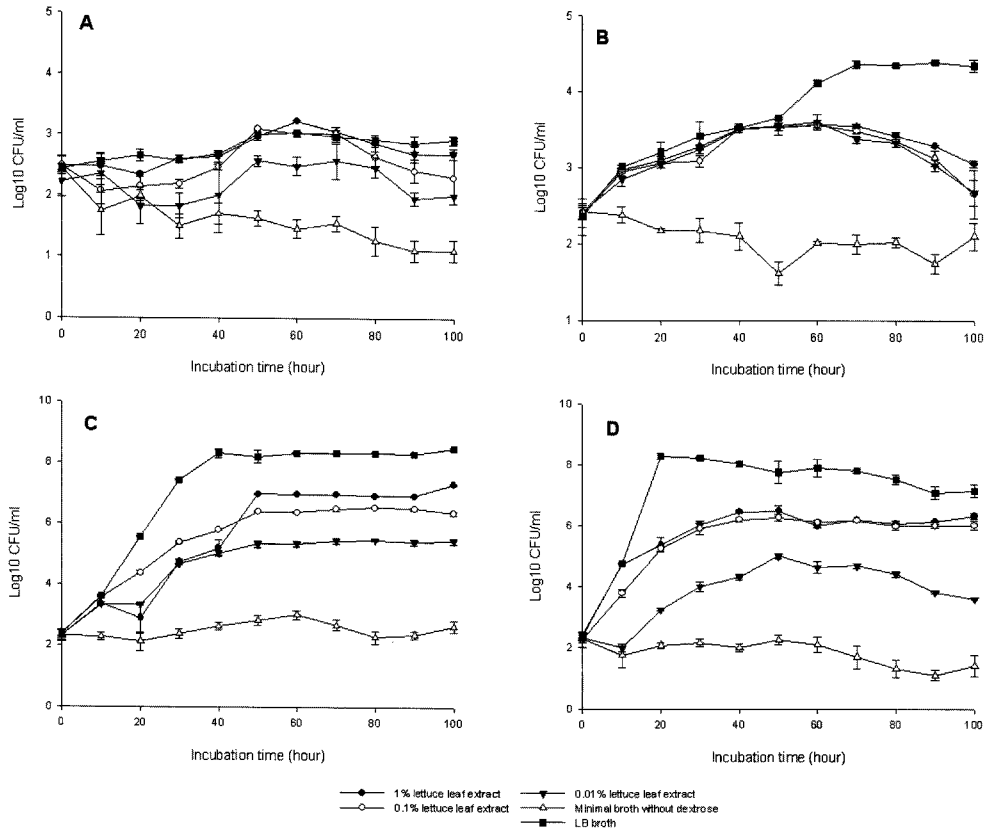 A
5
4
3
2
1
0
Log10 CFU/ml
0 20 40 60 80 100
Incubation time (hour)
B
5
4
3
2
1
Log10 CFU/ml
0 20 40 60 80 100
Incubation time (hour)
C
10
8
6
4
2
0
Log10 CFU/ml
0 20 40 60 80 100
Incubation time (hour)
D
10
8
6
4
2
0
Log10 CFU/ml
0 20 40 60 80 100
Incubation time (hour)
1% lettuce leaf extract
0.01% lettuce leaf extract
0.1% lettuce leaf extract
Minimal broth without dextrose
LB broth